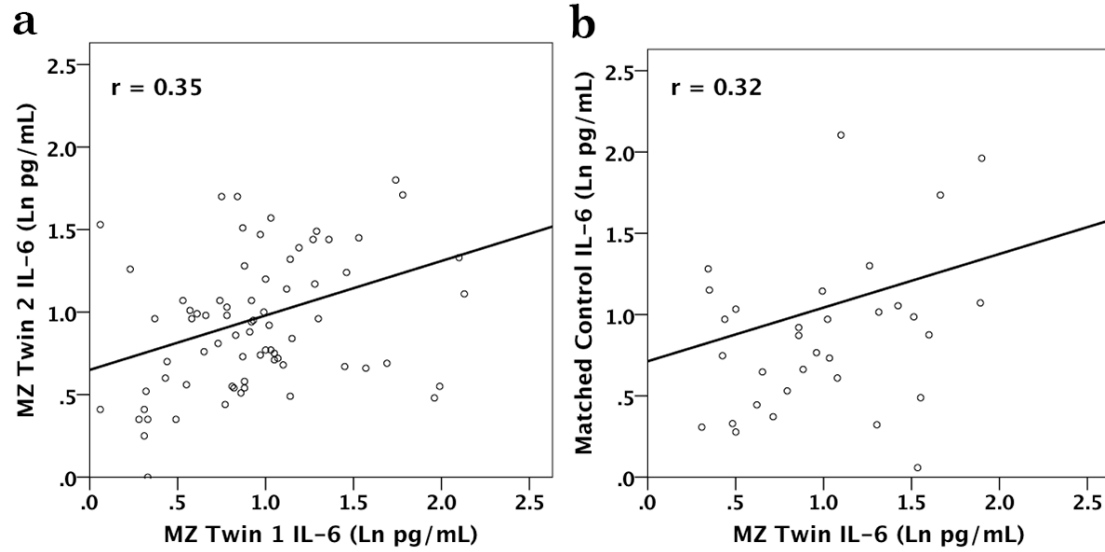 a
r = 0.35
MZ Twin 2 IL-6 (Ln pg/mL)
2.5
2.0
1.5
1.0
.5
.0
.0 .5 1.0 1.5 2.0 2.5
MZ Twin 1 IL-6 (Ln pg/mL)
b
r = 0.32
Matched Control IL-6 (Ln pg/mL)
2.5
2.0
1.5
1.0
.5
.0
.0 .5 1.0 1.5 2.0 2.5
MZ Twin IL-6 (Ln pg/mL)